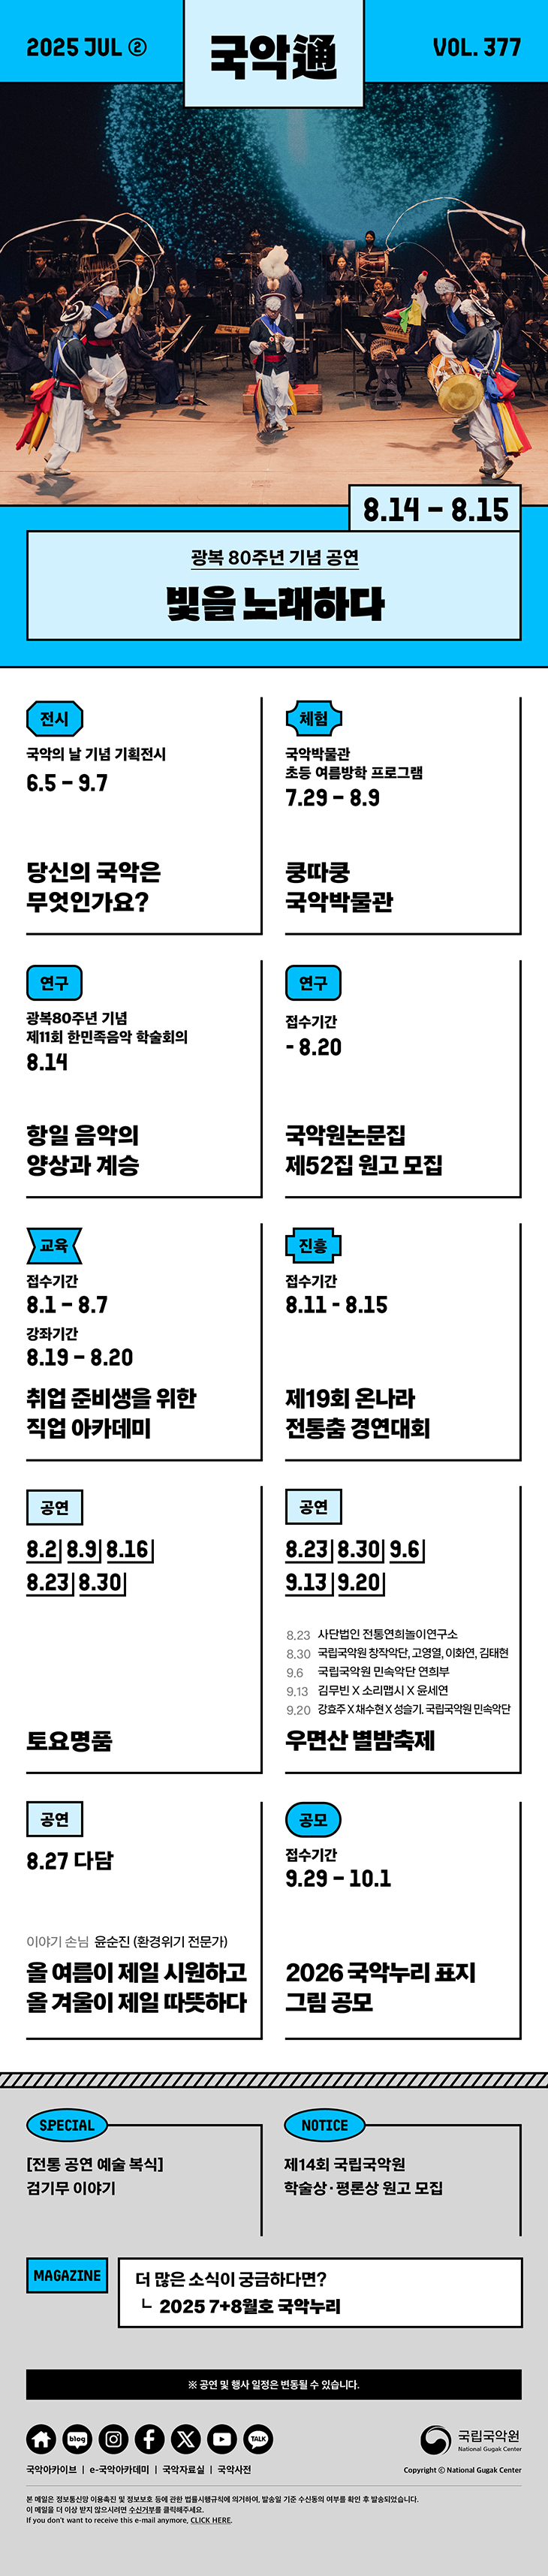 2025 JUL ②
국악通
VOL. 377
8.14 – 8.15
광복 80주년 기념 공연
빛을 노래하다
전시
국악의 날 기념 기획전시
6.5 – 9.7
당신의 국악은
무엇인가요?
체험
국악박물관
초등 여름방학 프로그램
7.29 – 8.9
쿵따쿵
국악박물관
연구
광복80주년 기념
제11회 한민족음악 학술회의
8.14
항일 음악의
양상과 계승
연구
접수기간
- 8.20
국악원논문집
제52집 원고 모집
교육
접수기간
8.1 – 8.7
강좌기간
8.19 – 8.20
취업 준비생을 위한
직업 아카데미
진흥
접수기간
8.11 - 8.15
제19회 온나라
전통춤 경연대회
공연
8.2 8.9 8.16
8.23 8.30
토요명품
공연
8.23 8.30 9.6
9.13 9.20
8.23 사단법인 전통연희놀이연구소
8.30 국립국악원 창작악단, 고영열, 이화연, 김태현
9.6 국립국악원 민속악단 연희부
9.13 김무빈 X 소리맵시 X 윤세연
9.20 강효주 X 채수현 X 성슬기. 국립국악원 민속악단
우면산 별밤축제
공연
8.27 다담
이야기 손님 윤순진 (환경위기 전문가)
올 여름이 제일 시원하고
올 겨울이 제일 따뜻하다
공모
접수기간
9.29 – 10.1
2026 국악누리 표지
그림 공모
SPECIAL
[전통 공연 예술 복식]
검기무 이야기
NOTICE
제14회 국립국악원
학술상·평론상 원고 모집
MAGAZINE
더 많은 소식이 궁금하다면?
ㄴ 2025 7+8월호 국악누리
※ 공연 및 행사 일정은 변동될 수 있습니다.
blog
TALK
국립국악원
National Gugak Center
국악아카이브 | e-국악아카데미 | 국악자료실 | 국악사전
Copyright ⓒ National Gugak Center
본 메일은 정보통신망 이용촉진 및 정보보호 등에 관한 법률시행규칙에 의거하여, 발송일 기준 수신동의 여부를 확인 후 발송되었습니다.
이 메일을 더 이상 받지 않으시려면 수신거부를 클릭해주세요.
If you don't want to receive this e-mail anymore, CLICK HERE.